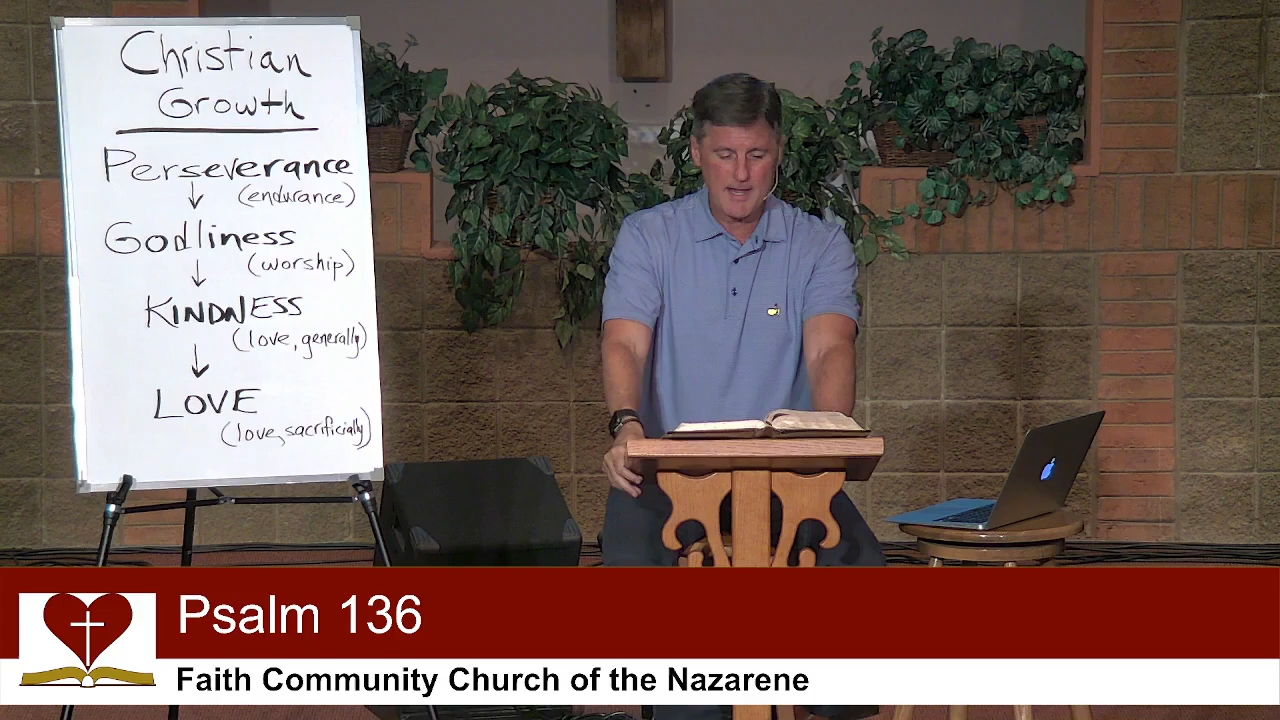 Christian
Growth
Perseverance
(endurance)
Godliness
(worship)
KINDNESS
(love, generally)
LOVE
(love, sacrificially)
Psalm 136
Faith Community Church of the Nazarene